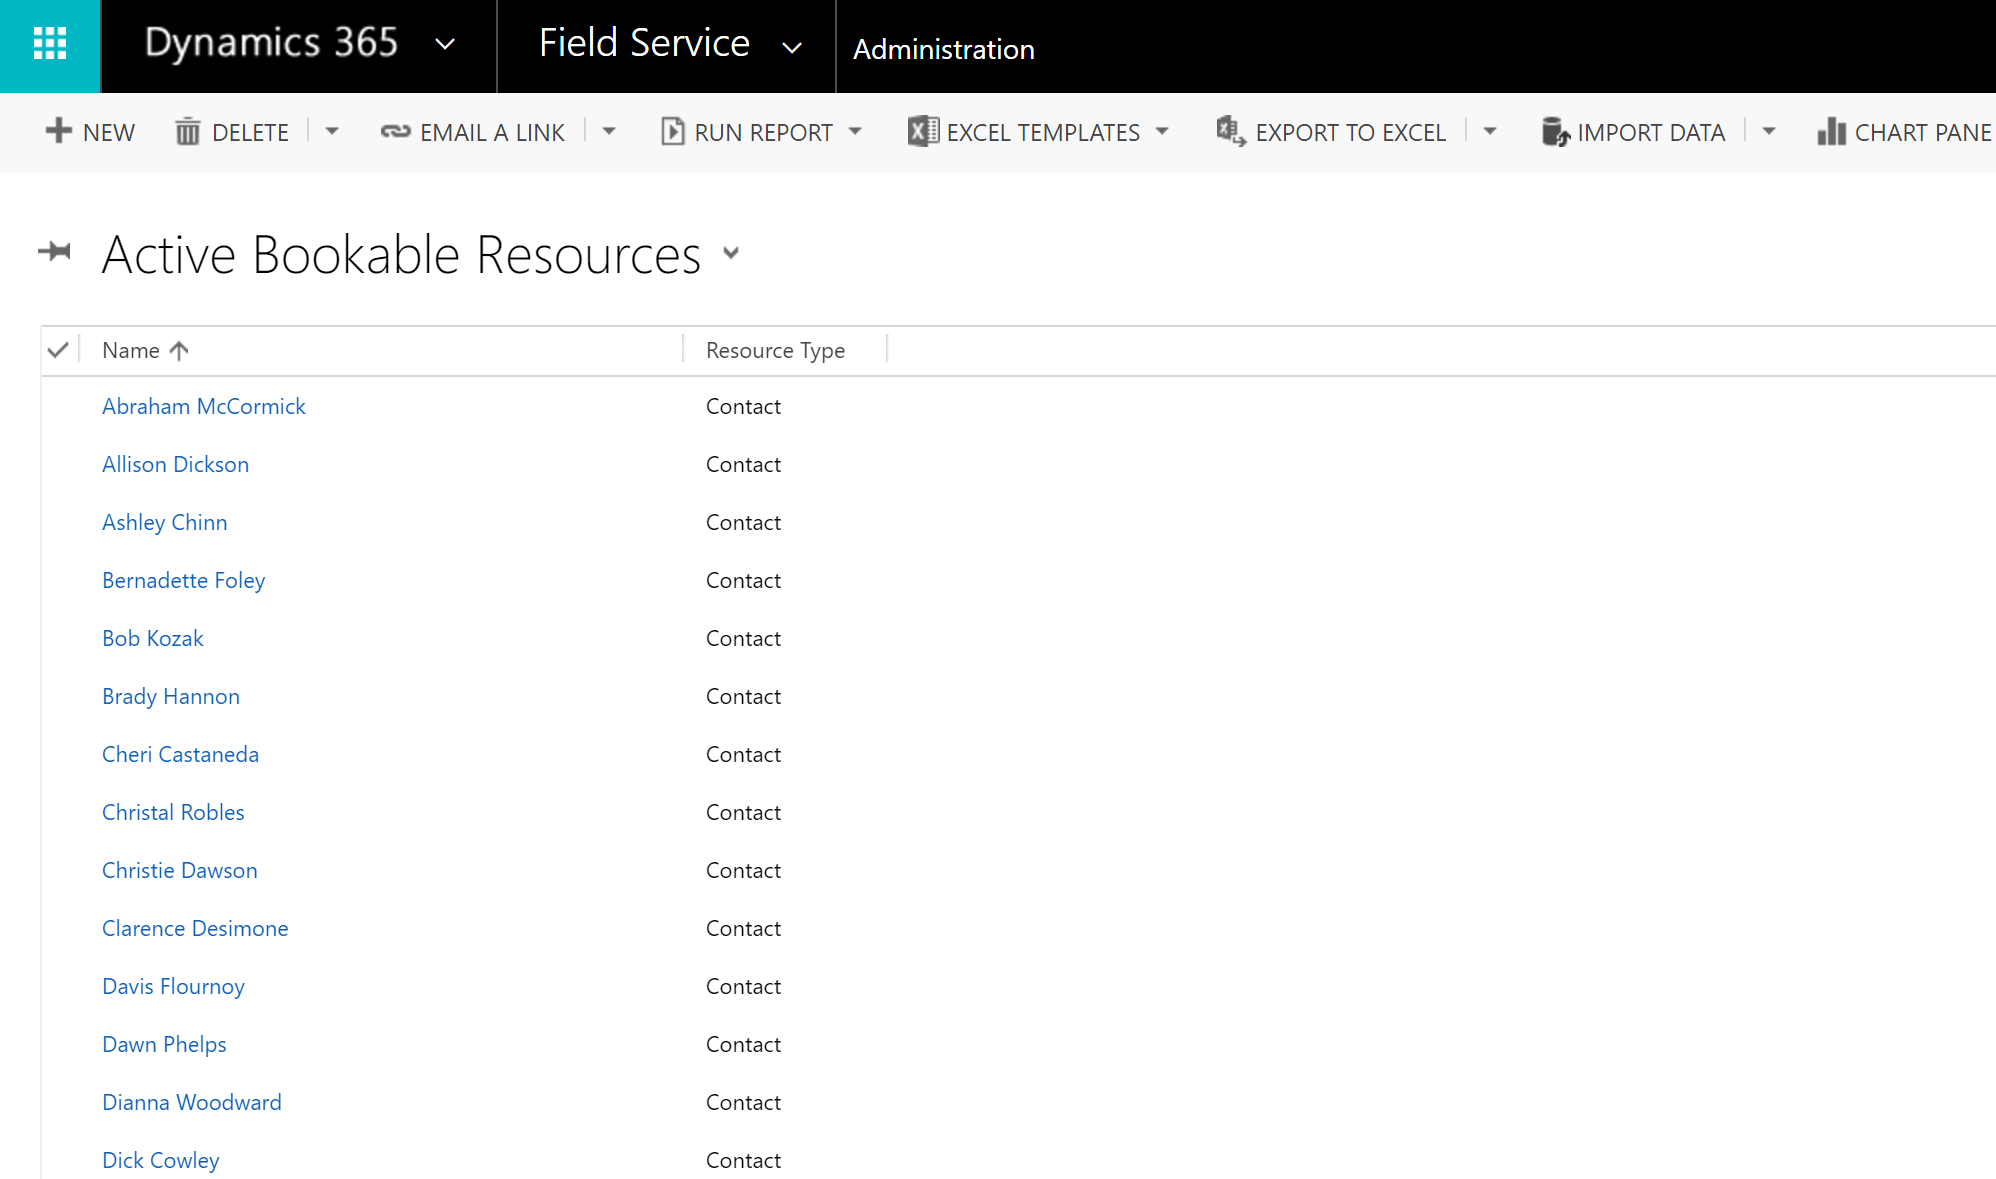 Dynamics 365 Field Service Administration
NEW DELETE EMAIL A LINK RUN REPORT EXCEL TEMPLATES EXPORT TO EXCEL IMPORT DATA CHART PANE
Active Bookable Resources
Name Resource Type
Abraham McCormick Contact
Allison Dickson Contact
Ashley Chinn Contact
Bernadette Foley Contact
Bob Kozak Contact
Brady Hannon Contact
Cheri Castaneda Contact
Christal Robles Contact
Christie Dawson Contact
Clarence Desimone Contact
Davis Flournoy Contact
Dawn Phelps Contact
Dianna Woodward Contact
Dick Cowley Contact